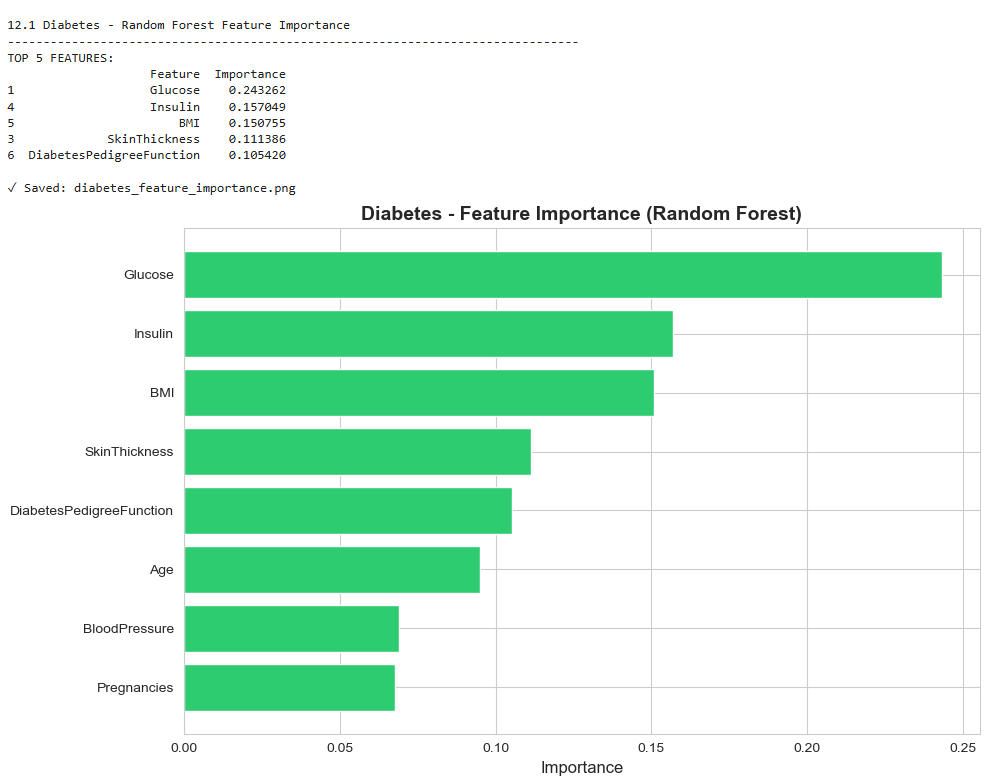 12.1 Diabetes - Random Forest Feature Importance
--------------------------------------------------------------------------------
TOP 5 FEATURES:
Feature Importance
1 Glucose 0.243262
4 Insulin 0.157049
5 BMI 0.150755
3 SkinThickness 0.111386
6 DiabetesPedigreeFunction 0.105420
✓ Saved: diabetes_feature_importance.png
Diabetes - Feature Importance (Random Forest)
Glucose
Insulin
BMI
SkinThickness
DiabetesPedigreeFunction
Age
BloodPressure
Pregnancies
0.00 0.05 0.10 0.15 0.20 0.25
Importance